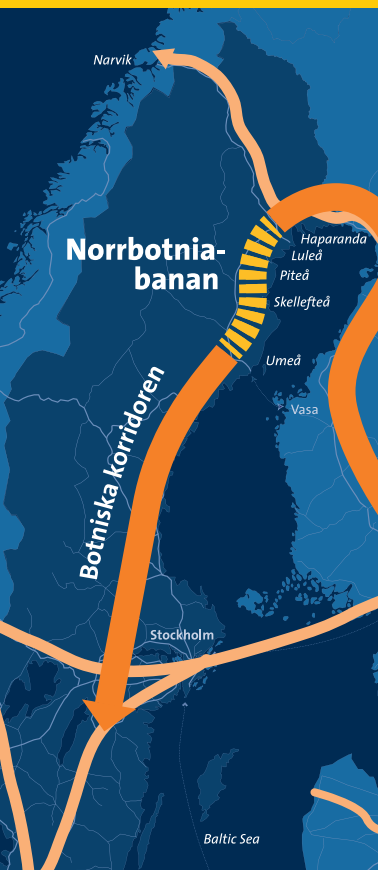 Narvik
Norrbotnia-
banan
Haparanda
Luleå
Piteå
Skellefteå
Umeå
Botniska korridoren
Vasa
Stockholm
Baltic Sea